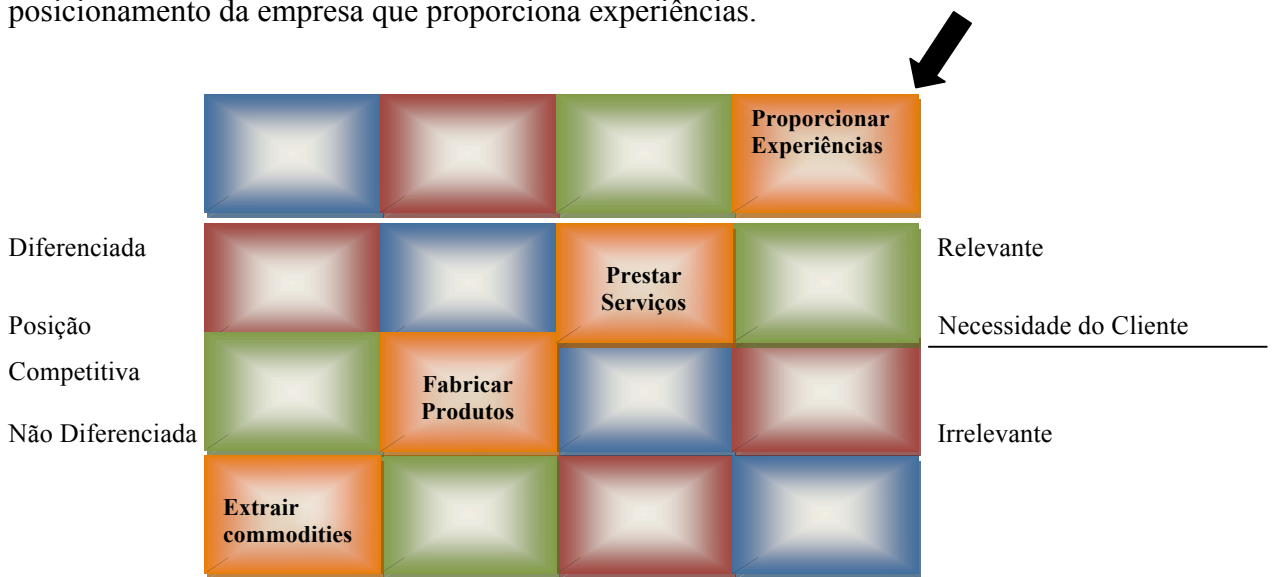 posicionamento da empresa que proporciona experiências.
Proporcionar
Experiências
Diferenciada
Relevante
Prestar
Serviços
Posição
Necessidade do Cliente
Competitiva
Fabricar
Produtos
Não Diferenciada
Irrelevante
Extrair
commodities